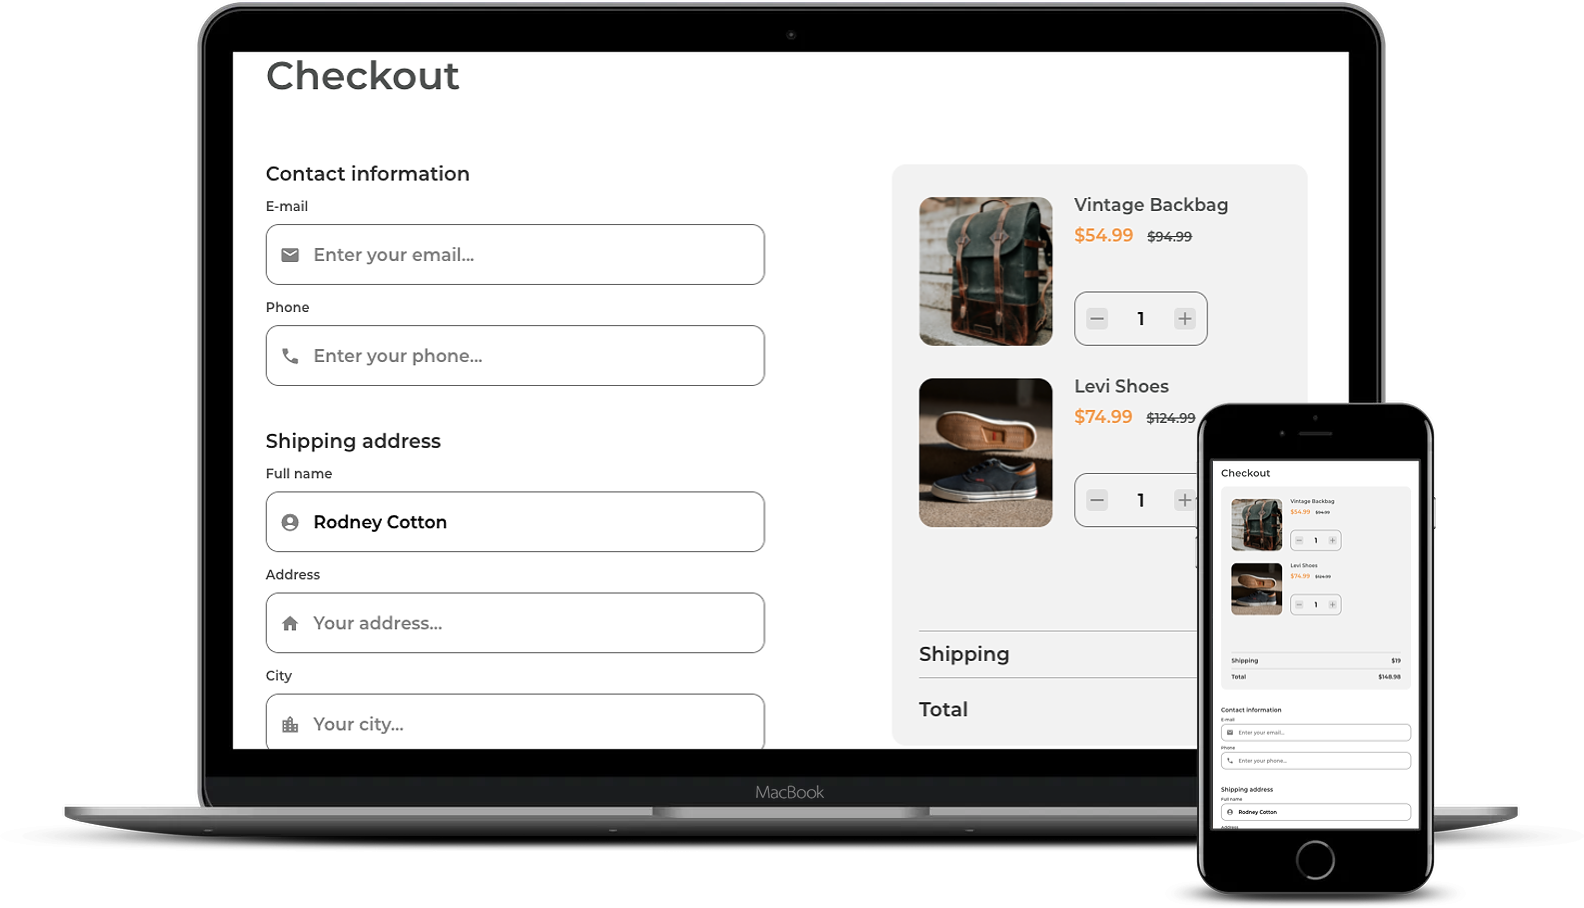 Checkout
Contact information
E-mail
Enter your email...
Phone
Enter your phone...
Shipping address
Full name
Rodney Cotton
Address
Your address...
City
Your city...
Vintage Backbag
$54.99 $94.99
1
Levi Shoes
$74.99 $124.99
1
Shipping
Total
MacBook
Checkout
Vintage Backbag
$54.99 $94.99
1
Levi Shoes
$74.99 $124.99
1
Shipping $19
Total $148.98
Contact information
E-mail
Enter your email...
Phone
Enter your phone...
Shipping address
Full name
Rodney Cotton
Address